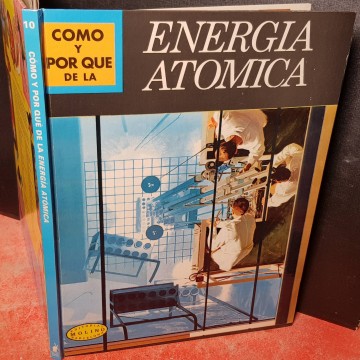 10
COMO Y POR QUE DE LA ENERGIA ATOMICA
COMO
Y
POR QUE
DE LA
ENERGIA
ATOMICA
MOLINO